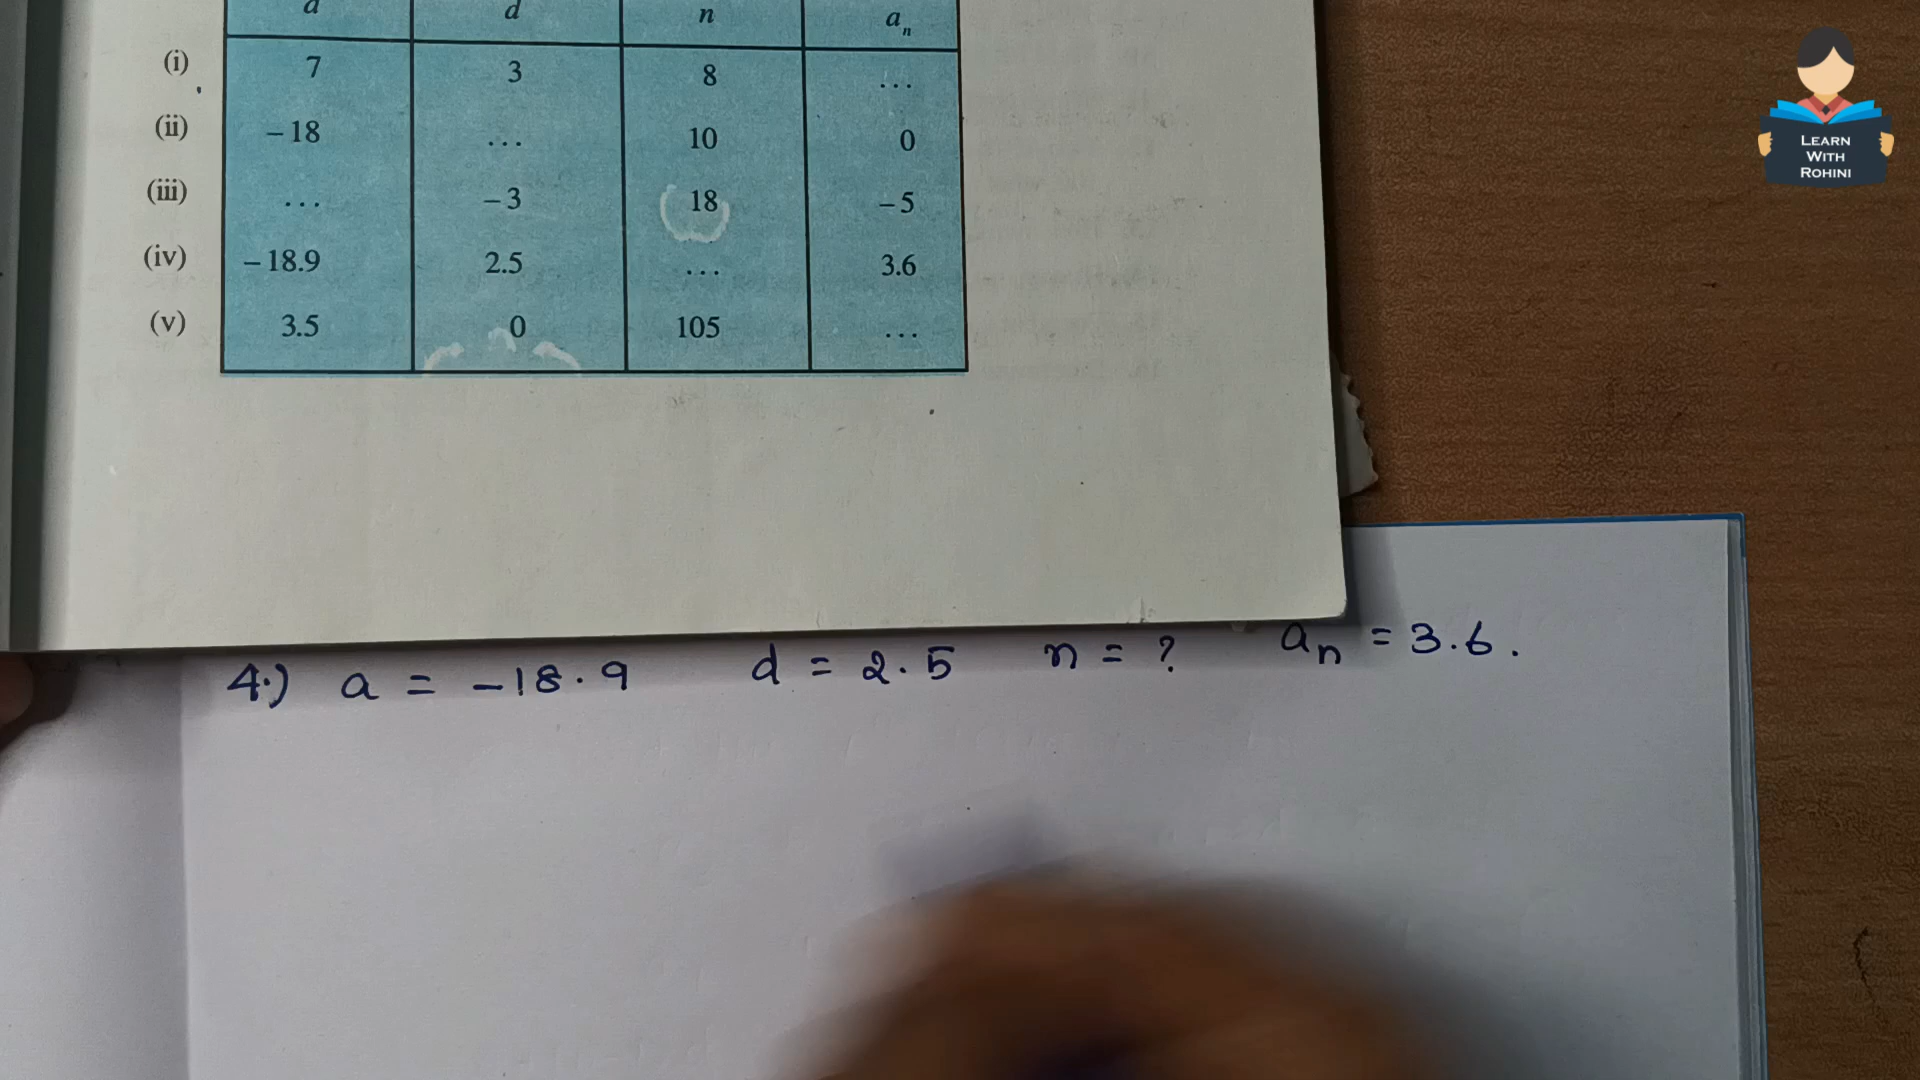 a d n aₙ
(i) 7 3 8 ...
(ii) –18 ... 10 0
(iii) ... –3 18 –5
(iv) –18.9 2.5 ... 3.6
(v) 3.5 0 105 ...
4.) a = -18.9 d = 2.5 n = ? aₙ = 3.6.
LEARN
WITH
ROHINI